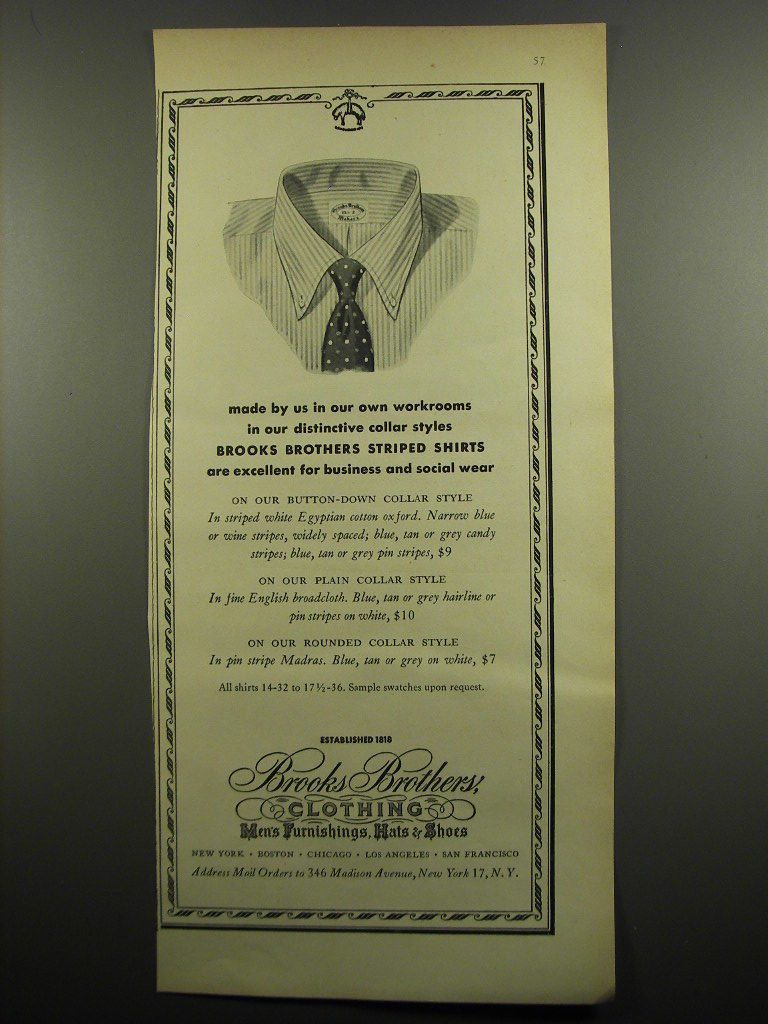 57
Brooks Brothers
Makers
made by us in our own workrooms
in our distinctive collar styles
BROOKS BROTHERS STRIPED SHIRTS
are excellent for business and social wear
ON OUR BUTTON-DOWN COLLAR STYLE
In striped white Egyptian cotton oxford. Narrow blue
or wine stripes, widely spaced; blue, tan or grey candy
stripes; blue, tan or grey pin stripes, $9
ON OUR PLAIN COLLAR STYLE
In fine English broadcloth. Blue, tan or grey hairline or
pin stripes on white, $10
ON OUR ROUNDED COLLAR STYLE
In pin stripe Madras. Blue, tan or grey on white, $7
All shirts 14-32 to 17½-36. Sample swatches upon request.
ESTABLISHED 1818
Brooks Brothers,
CLOTHING
Men's Furnishings, Hats & Shoes
NEW YORK • BOSTON • CHICAGO • LOS ANGELES • SAN FRANCISCO
Address Mail Orders to 346 Madison Avenue, New York 17, N. Y.